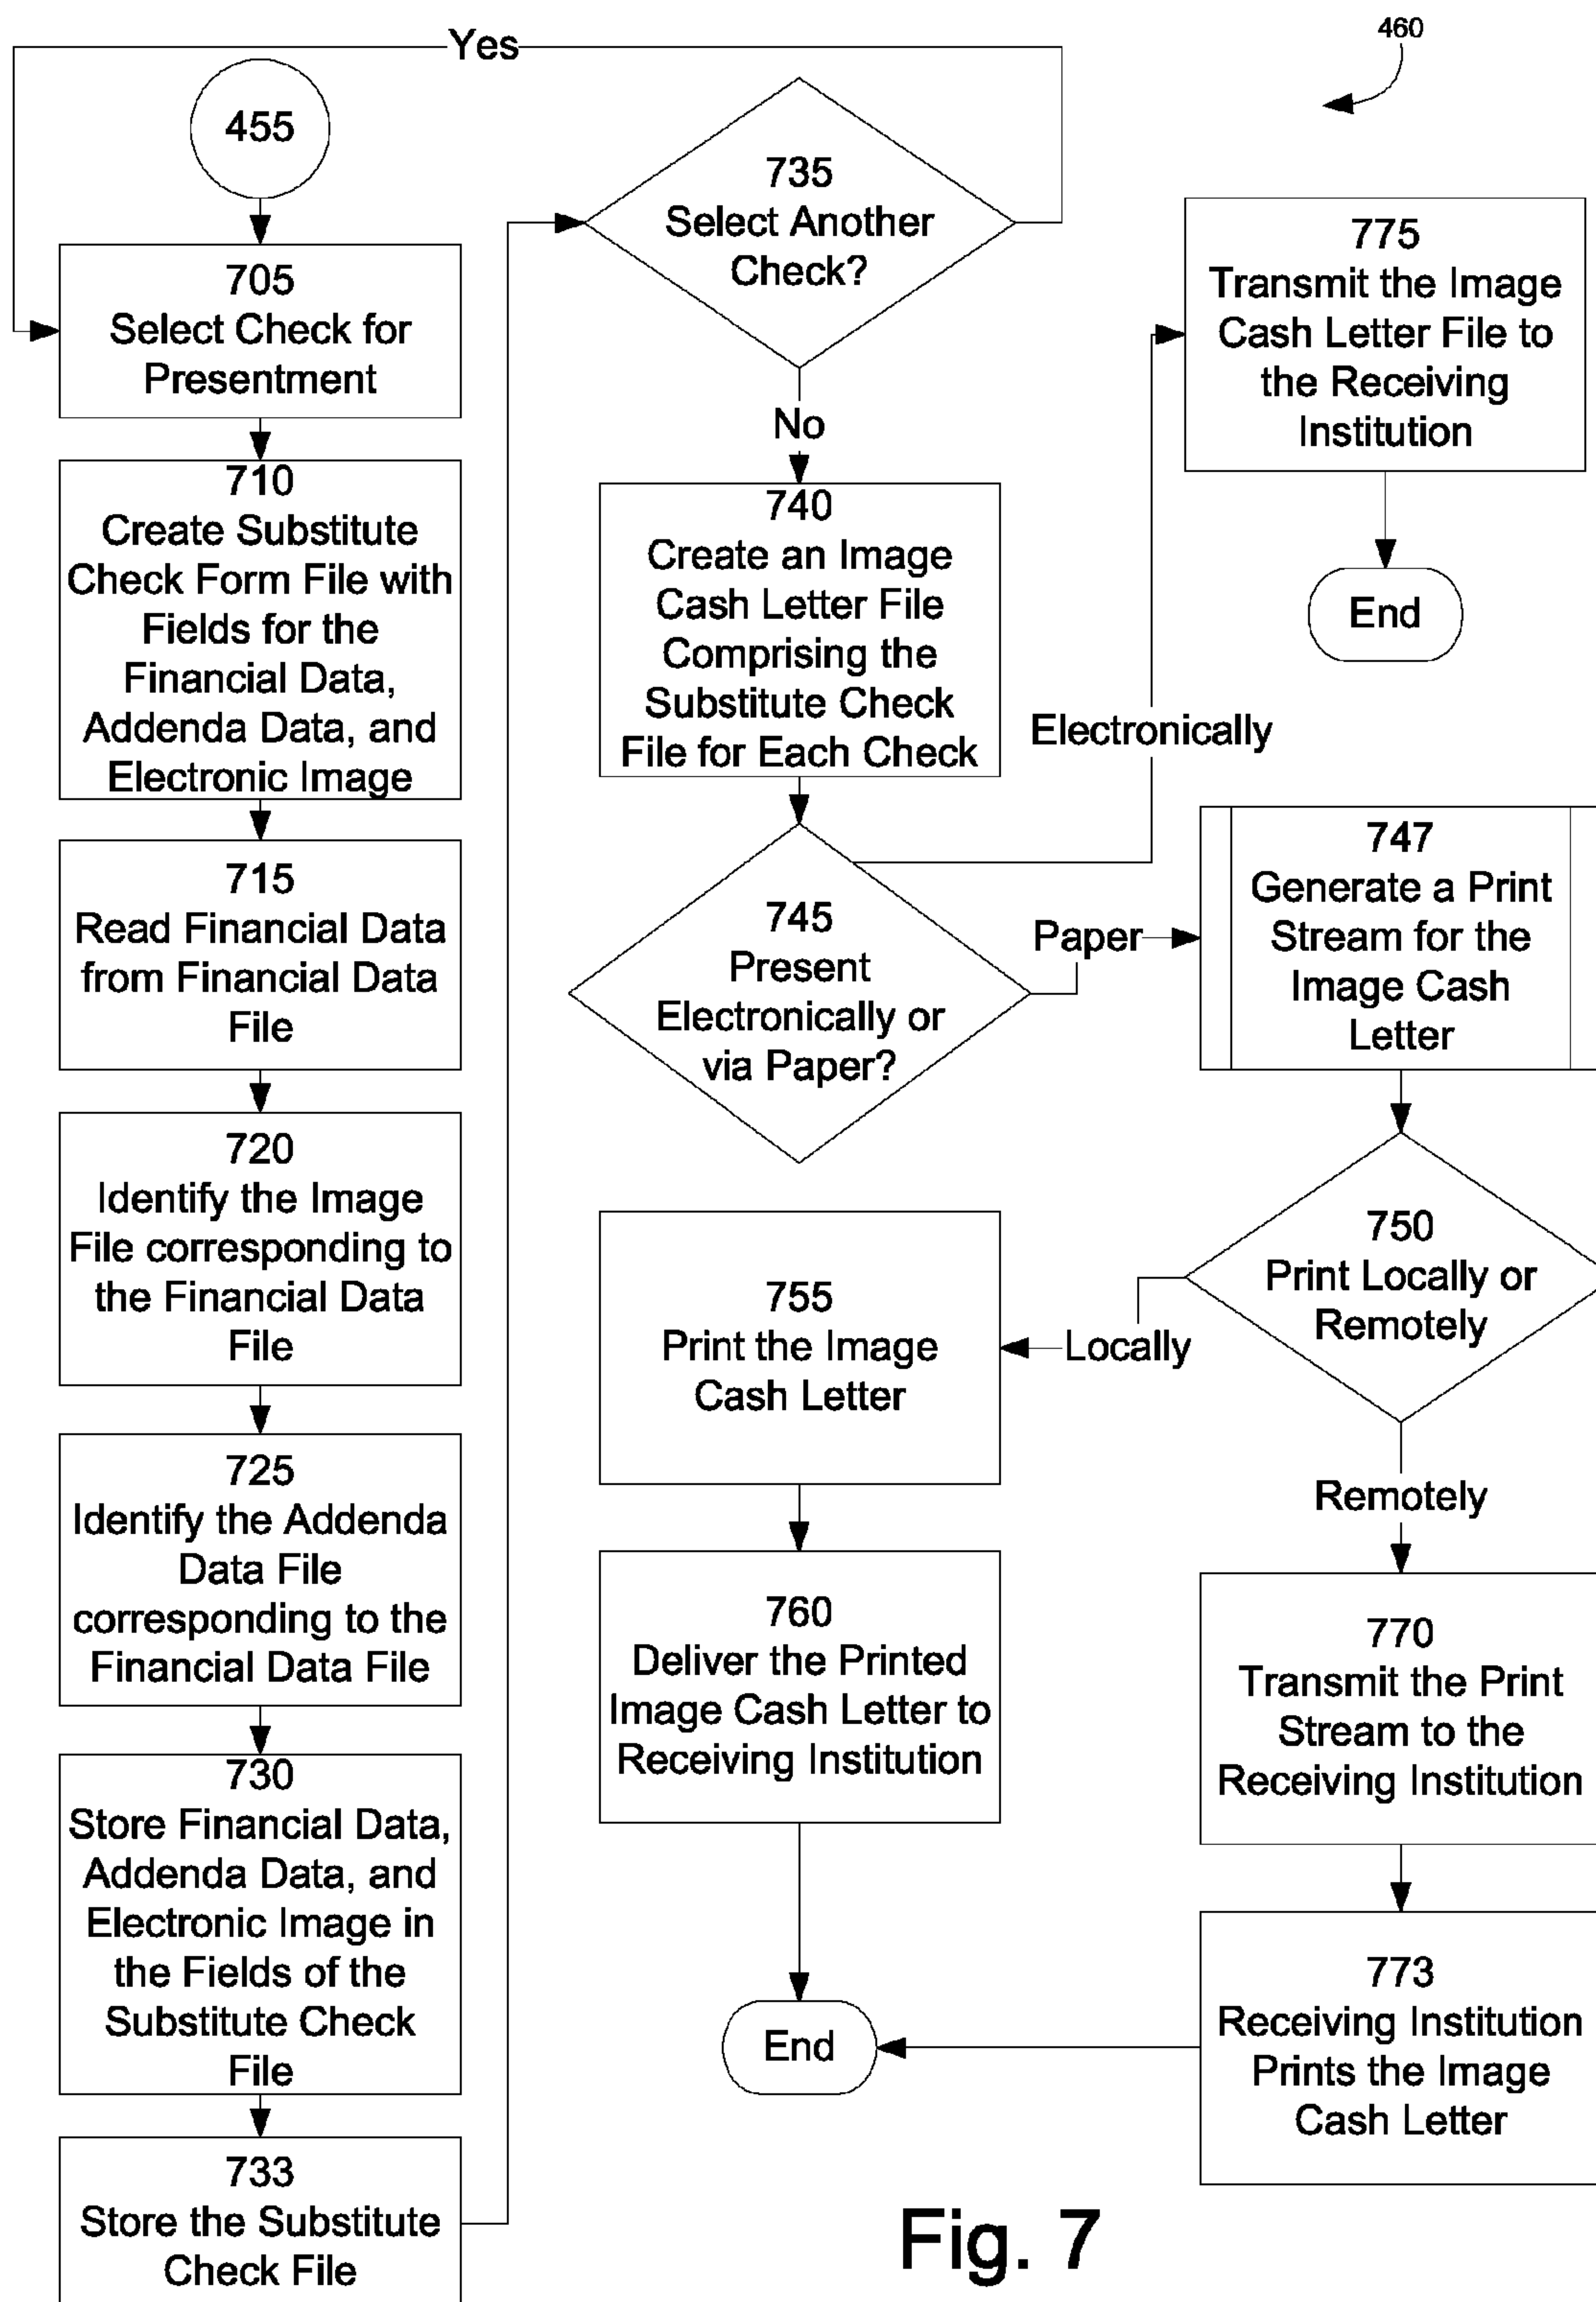 Yes
460
455
705
Select Check for
Presentment
710
Create Substitute
Check Form File with
Fields for the
Financial Data,
Addenda Data, and
Electronic Image
715
Read Financial Data
from Financial Data
File
720
Identify the Image
File corresponding to
the Financial Data
File
725
Identify the Addenda
Data File
corresponding to the
Financial Data File
730
Store Financial Data,
Addenda Data, and
Electronic Image in
the Fields of the
Substitute Check
File
733
Store the Substitute
Check File
735
Select Another
Check?
No
740
Create an Image
Cash Letter File
Comprising the
Substitute Check
File for Each Check
745
Present
Electronically or
via Paper?
Electronically
775
Transmit the Image
Cash Letter File to
the Receiving
Institution
End
Paper
747
Generate a Print
Stream for the
Image Cash
Letter
750
Print Locally or
Remotely
Locally
755
Print the Image
Cash Letter
760
Deliver the Printed
Image Cash Letter to
Receiving Institution
Remotely
770
Transmit the Print
Stream to the
Receiving Institution
773
Receiving Institution
Prints the Image
Cash Letter
End
Fig. 7